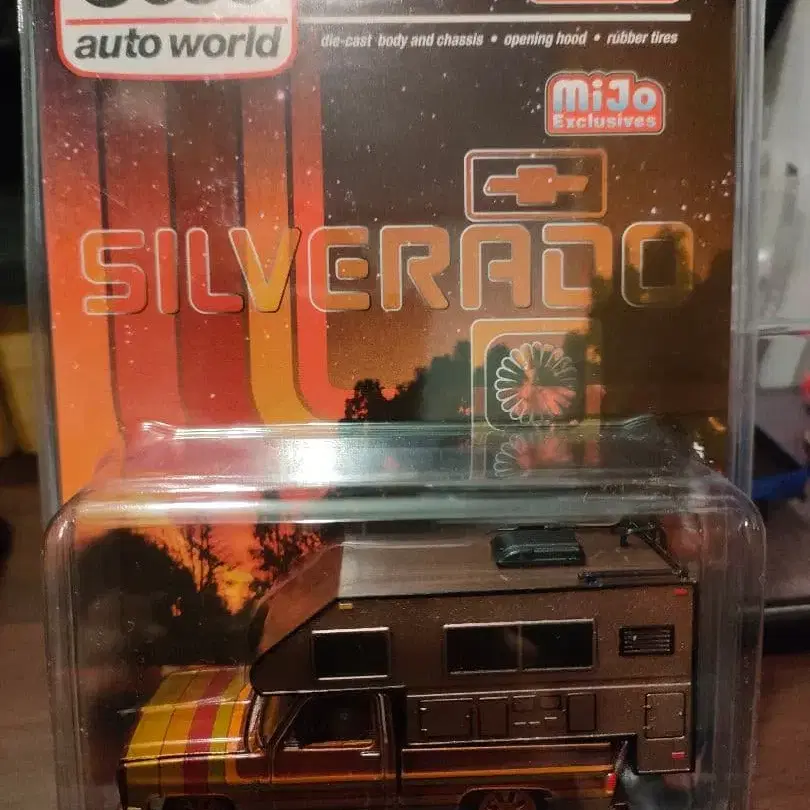 auto world
die-cast body and chassis • opening hood • rubber tires
MiJo
Exclusives
SILVERADO